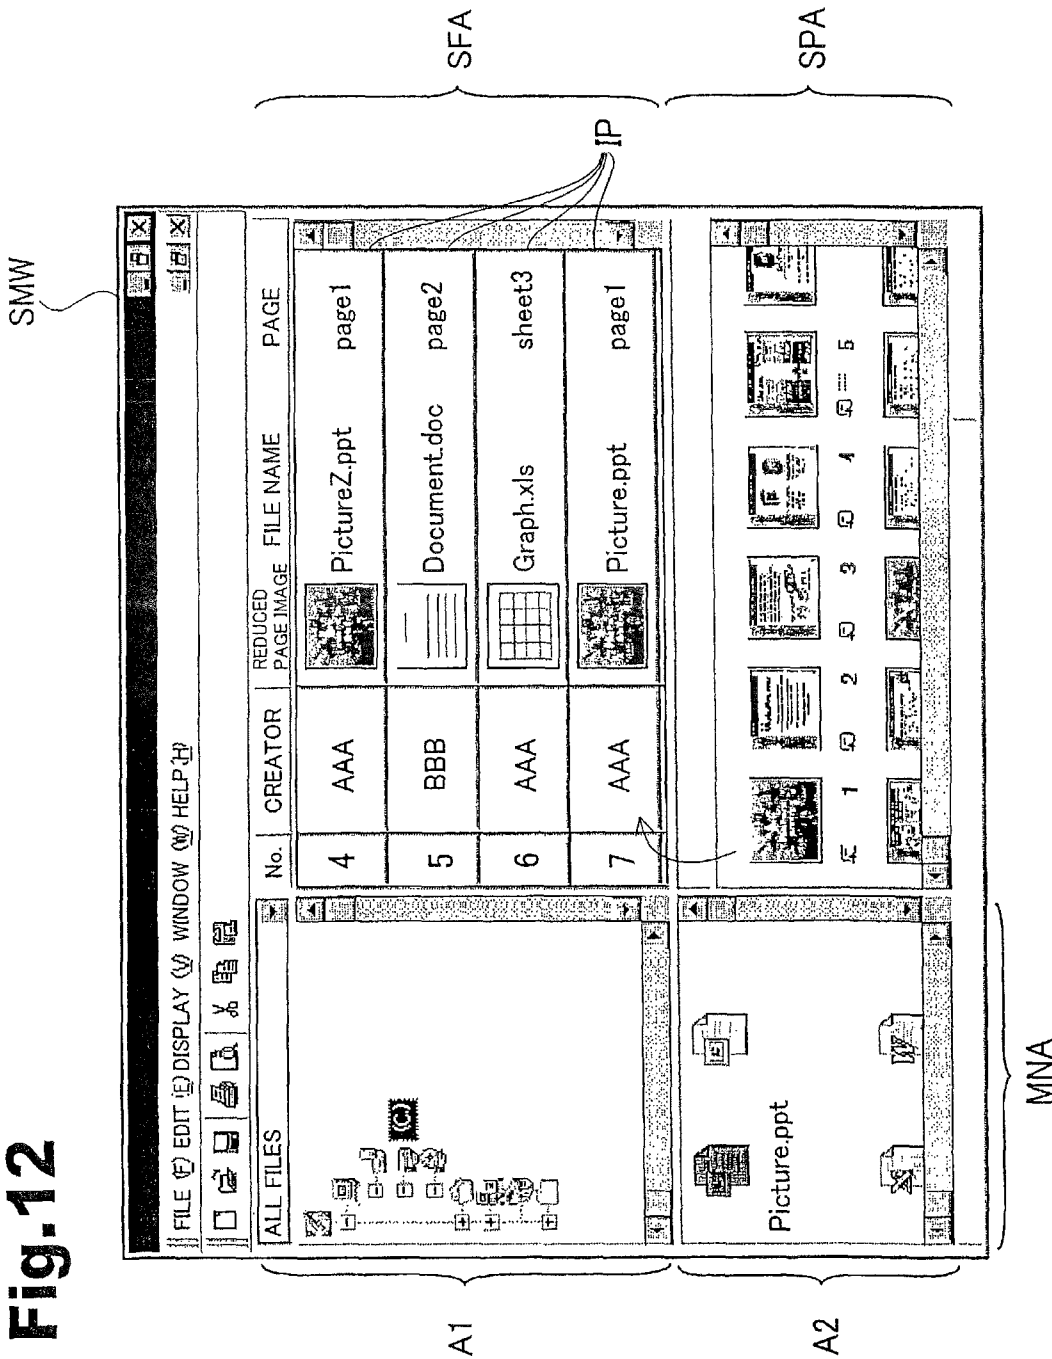 Fig.12
SMW
FILE (F) EDIT (E) DISPLAY (V) WINDOW (W) HELP (H)
ALL FILES
No. CREATOR REDUCED PAGE IMAGE FILE NAME PAGE
4 AAA PictureZ.ppt page1
5 BBB Document.doc page2
6 AAA Graph.xls sheet3
7 AAA Picture.ppt page1
(C)
IP
Picture.ppt
1 2 3 4 5
A1
A2
MNA
SFA
SPA